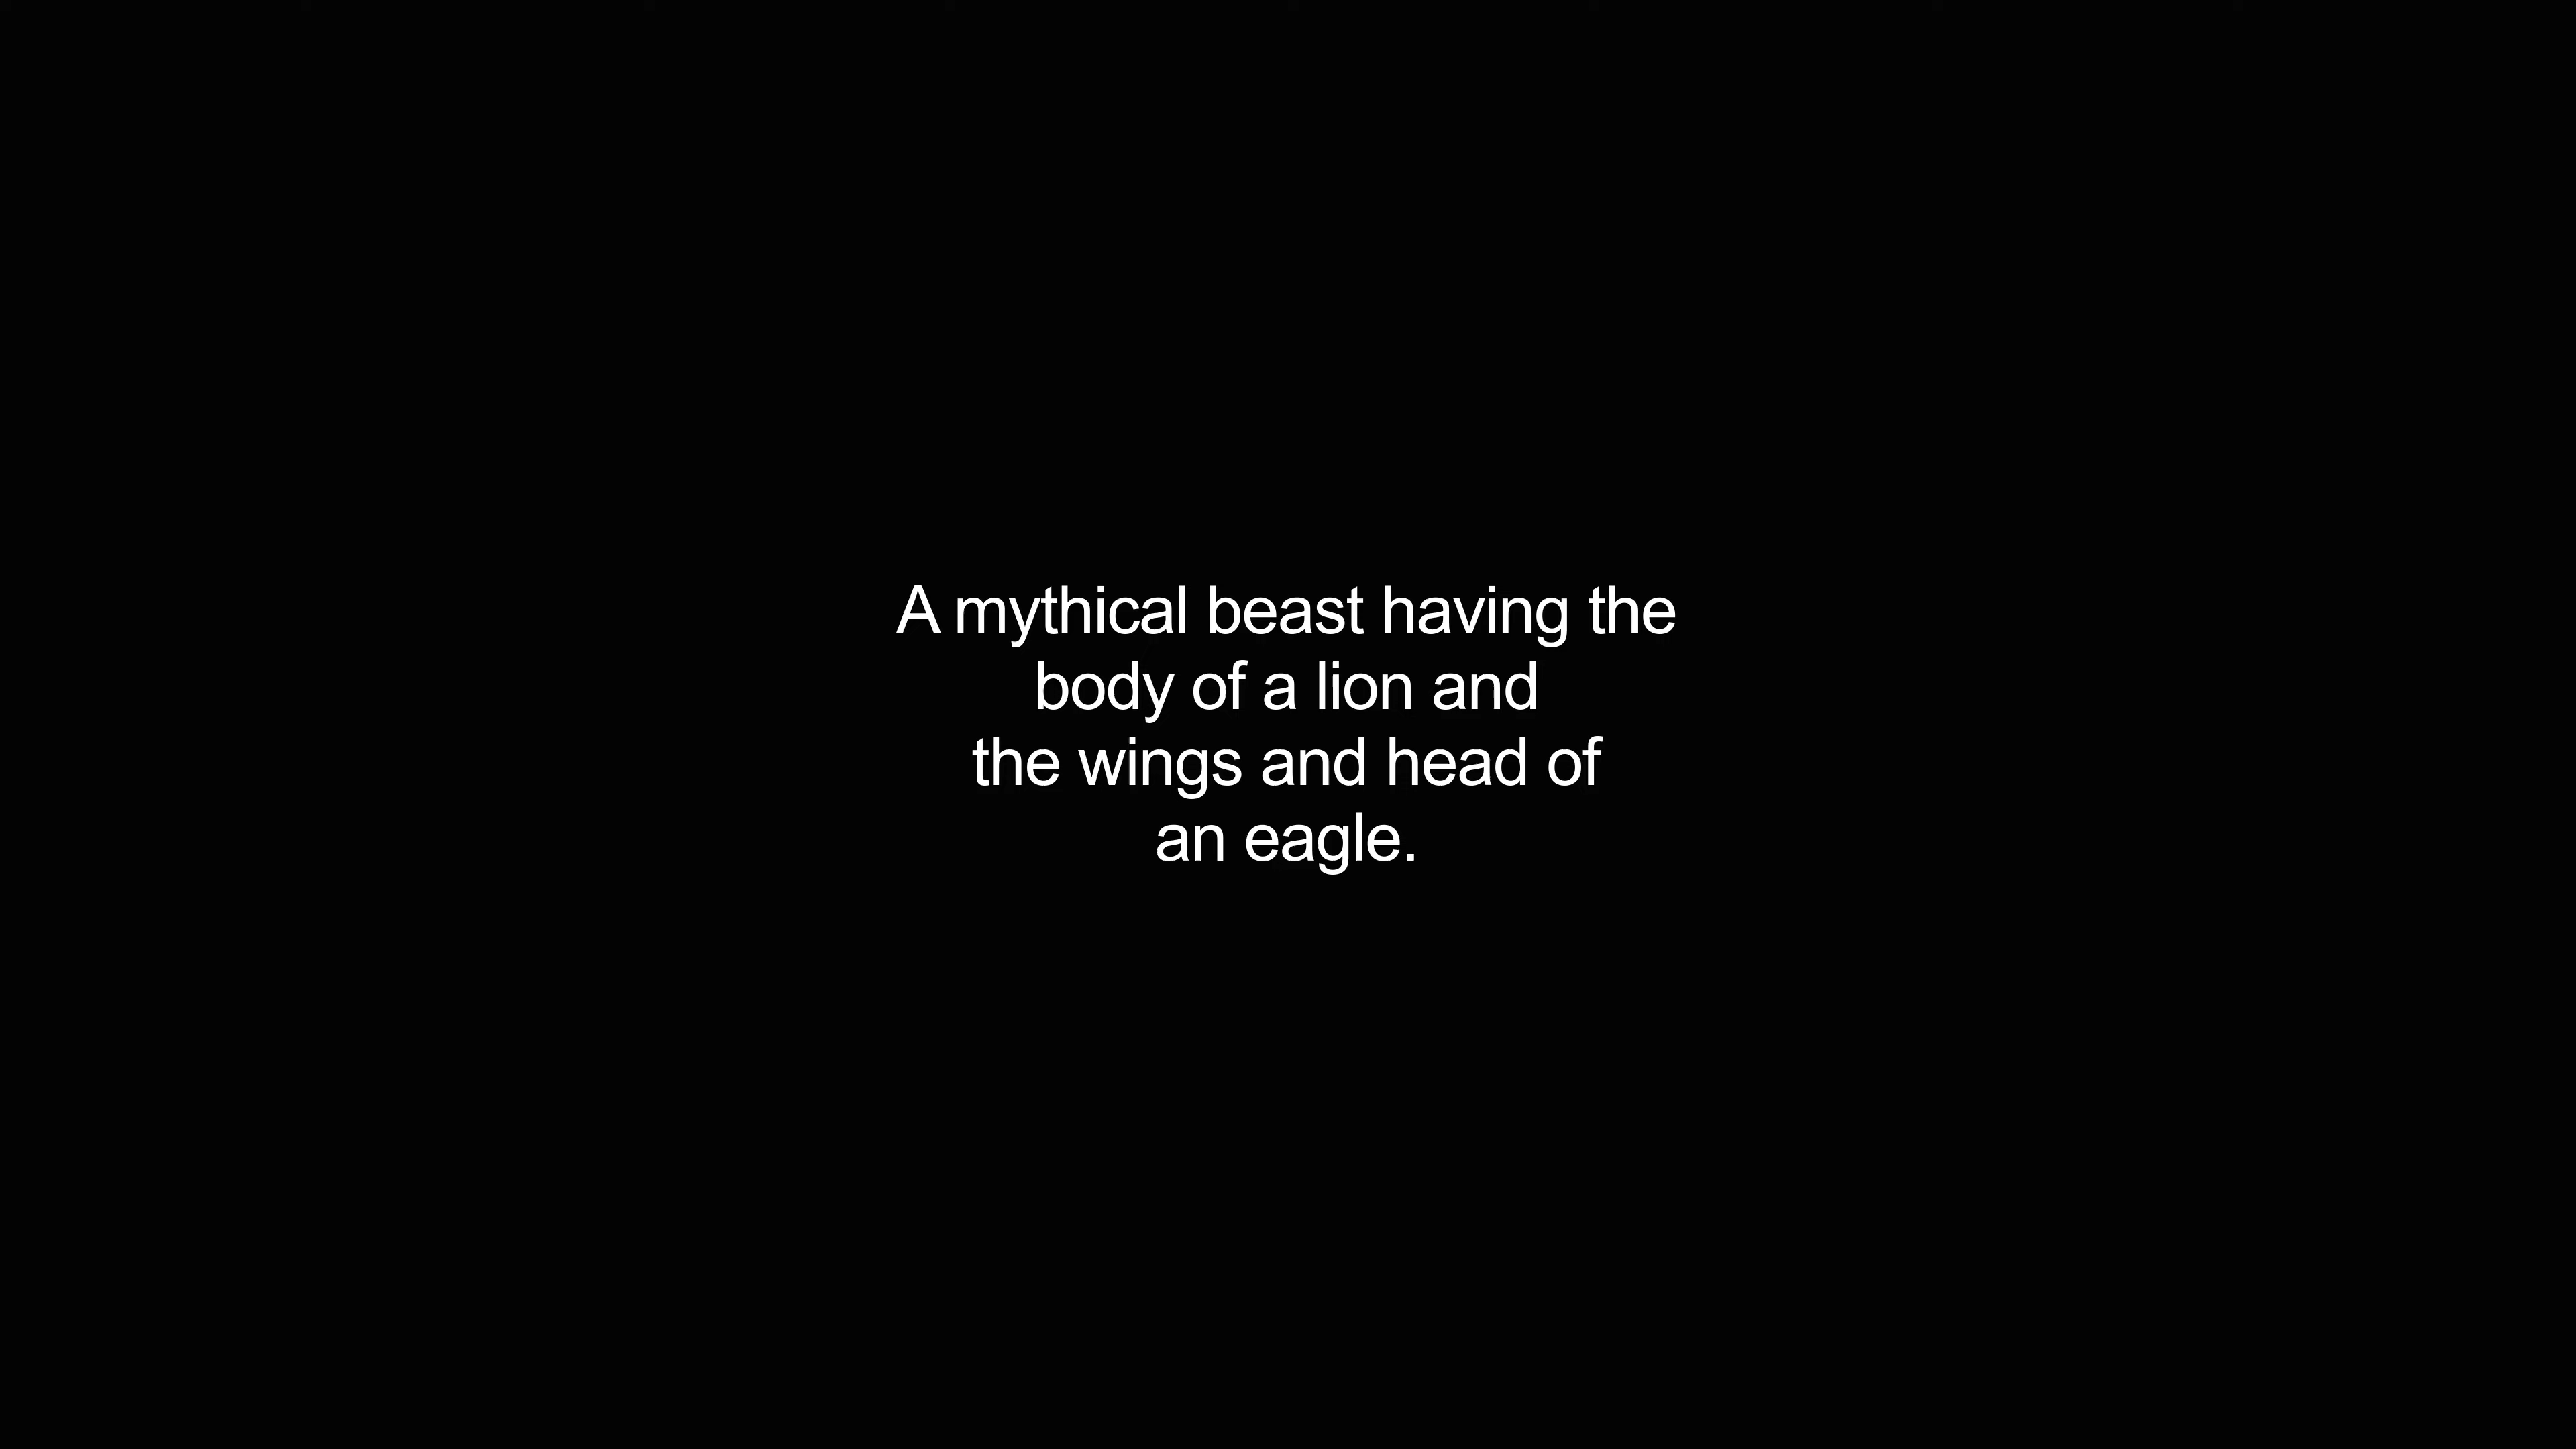 A mythical beast having the
body of a lion and
the wings and head of
an eagle.